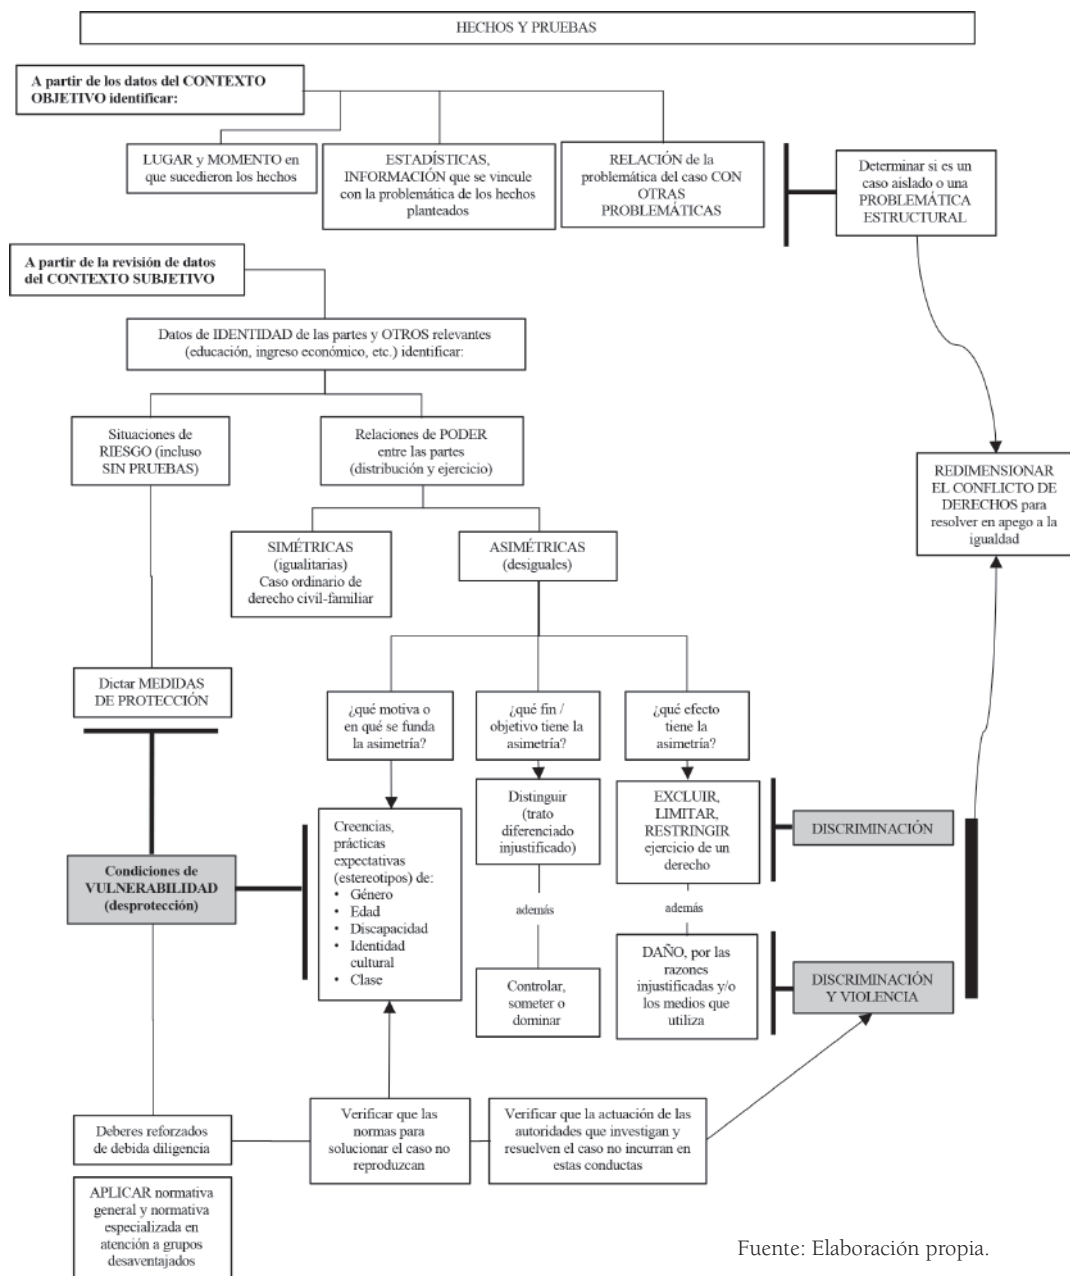 HECHOS Y PRUEBAS
A partir de los datos del CONTEXTO
OBJETIVO identificar:
LUGAR y MOMENTO en
que sucedieron los hechos
ESTADÍSTICAS,
INFORMACIÓN que se vincule
con la problemática de los hechos
planteados
RELACIÓN de la
problemática del caso CON
OTRAS
PROBLEMÁTICAS
Determinar si es un
caso aislado o una
PROBLEMÁTICA
ESTRUCTURAL
A partir de la revisión de datos
del CONTEXTO SUBJETIVO
Datos de IDENTIDAD de las partes y OTROS relevantes
(educación, ingreso económico, etc.) identificar:
Situaciones de
RIESGO (incluso
SIN PRUEBAS)
Relaciones de PODER
entre las partes
(distribución y ejercicio)
REDIMENSIONAR
EL CONFLICTO DE
DERECHOS para
resolver en apego a la
igualdad
SIMÉTRICAS
(igualitarias)
Caso ordinario de
derecho civil-familiar
ASIMÉTRICAS
(desiguales)
Dictar MEDIDAS
DE PROTECCIÓN
¿qué motiva o
en qué se funda
la asimetría?
¿qué fin /
objetivo tiene la
asimetría?
¿qué efecto
tiene la
asimetría?
Creencias,
prácticas
expectativas
(estereotipos) de:
• Género
• Edad
• Discapacidad
• Identidad
cultural
• Clase
Distinguir
(trato
diferenciado
injustificado)
EXCLUIR,
LIMITAR,
RESTRINGIR
ejercicio de un
derecho
DISCRIMINACIÓN
Condiciones de
VULNERABILIDAD
(desprotección)
además
además
Controlar,
someter o
dominar
DAÑO, por las
razones
injustificadas y/o
los medios que
utiliza
DISCRIMINACIÓN
Y VIOLENCIA
Deberes reforzados
de debida diligencia
Verificar que las
normas para
solucionar el caso no
reproduzcan
Verificar que la actuación de las
autoridades que investigan y
resuelven el caso no incurran en
estas conductas
APLICAR normativa
general y normativa
especializada en
atención a grupos
desaventajados
Fuente: Elaboración propia.